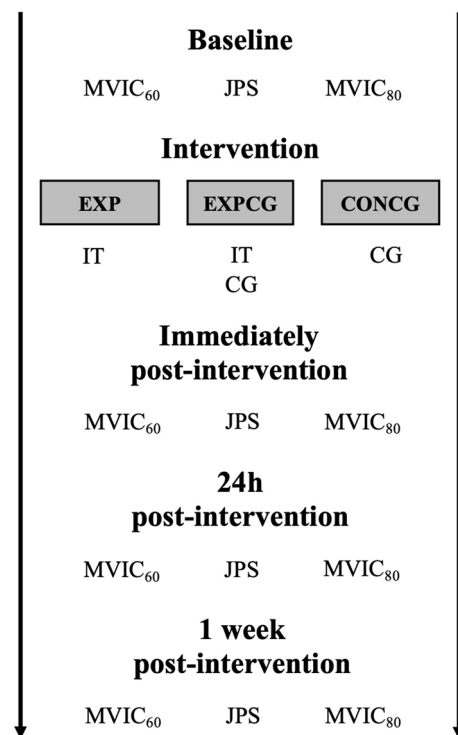 Baseline
MVIC₆₀ JPS MVIC₈₀
Intervention
EXP EXPCG CONCG
IT IT CG
CG
Immediately
post-intervention
MVIC₆₀ JPS MVIC₈₀
24h
post-intervention
MVIC₆₀ JPS MVIC₈₀
1 week
post-intervention
MVIC₆₀ JPS MVIC₈₀